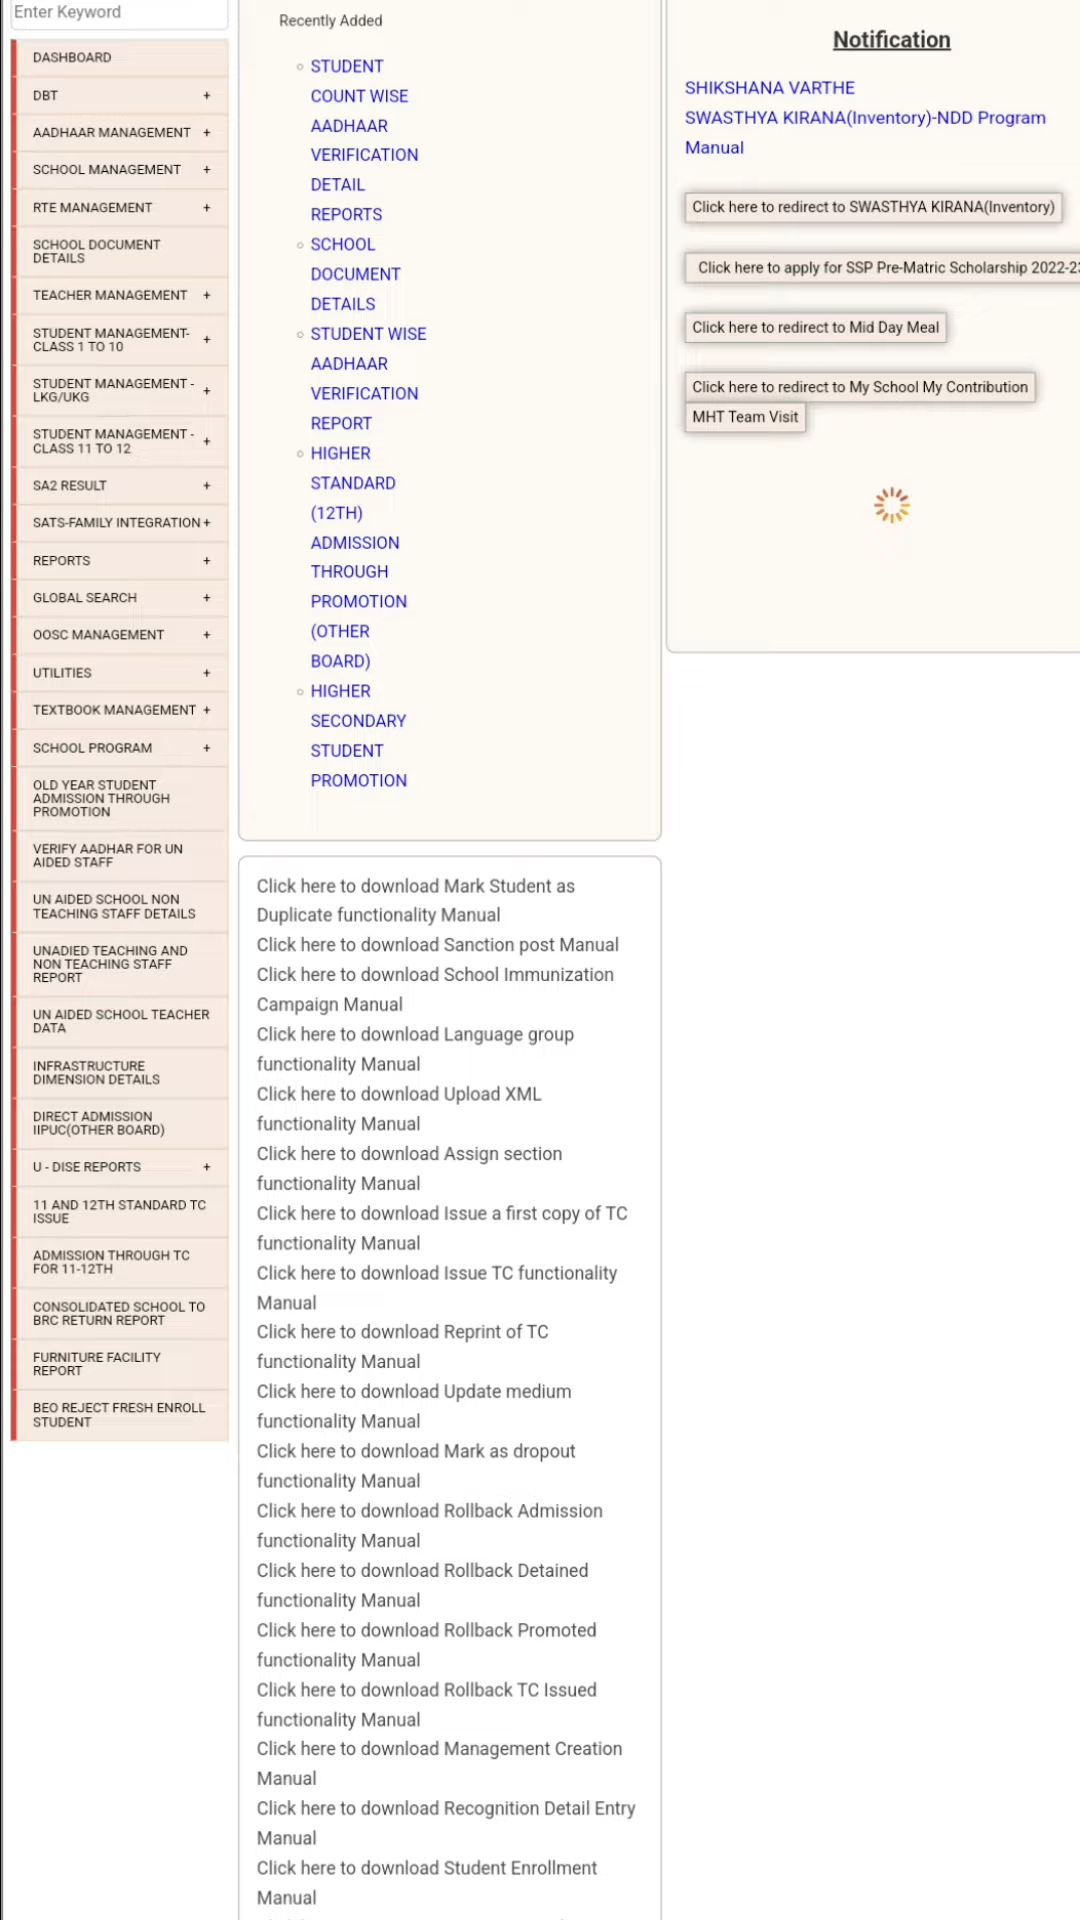 Enter Keyword
DASHBOARD
DBT +
AADHAAR MANAGEMENT +
SCHOOL MANAGEMENT +
RTE MANAGEMENT +
SCHOOL DOCUMENT
DETAILS
TEACHER MANAGEMENT +
STUDENT MANAGEMENT-
CLASS 1 TO 10 +
STUDENT MANAGEMENT -
LKG/UKG +
STUDENT MANAGEMENT -
CLASS 11 TO 12 +
SA2 RESULT +
SATS-FAMILY INTEGRATION +
REPORTS +
GLOBAL SEARCH +
OOSC MANAGEMENT +
UTILITIES +
TEXTBOOK MANAGEMENT +
SCHOOL PROGRAM +
OLD YEAR STUDENT
ADMISSION THROUGH
PROMOTION
VERIFY AADHAR FOR UN
AIDED STAFF
UN AIDED SCHOOL NON
TEACHING STAFF DETAILS
UNADIED TEACHING AND
NON TEACHING STAFF
REPORT
UN AIDED SCHOOL TEACHER
DATA
INFRASTRUCTURE
DIMENSION DETAILS
DIRECT ADMISSION
IIPUC(OTHER BOARD)
U - DISE REPORTS +
11 AND 12TH STANDARD TC
ISSUE
ADMISSION THROUGH TC
FOR 11-12TH
CONSOLIDATED SCHOOL TO
BRC RETURN REPORT
FURNITURE FACILITY
REPORT
BEO REJECT FRESH ENROLL
STUDENT
Recently Added
STUDENT
COUNT WISE
AADHAAR
VERIFICATION
DETAIL
REPORTS
SCHOOL
DOCUMENT
DETAILS
STUDENT WISE
AADHAAR
VERIFICATION
REPORT
HIGHER
STANDARD
(12TH)
ADMISSION
THROUGH
PROMOTION
(OTHER
BOARD)
HIGHER
SECONDARY
STUDENT
PROMOTION
Click here to download Mark Student as
Duplicate functionality Manual
Click here to download Sanction post Manual
Click here to download School Immunization
Campaign Manual
Click here to download Language group
functionality Manual
Click here to download Upload XML
functionality Manual
Click here to download Assign section
functionality Manual
Click here to download Issue a first copy of TC
functionality Manual
Click here to download Issue TC functionality
Manual
Click here to download Reprint of TC
functionality Manual
Click here to download Update medium
functionality Manual
Click here to download Mark as dropout
functionality Manual
Click here to download Rollback Admission
functionality Manual
Click here to download Rollback Detained
functionality Manual
Click here to download Rollback Promoted
functionality Manual
Click here to download Rollback TC Issued
functionality Manual
Click here to download Management Creation
Manual
Click here to download Recognition Detail Entry
Manual
Click here to download Student Enrollment
Manual
Notification
SHIKSHANA VARTHE
SWASTHYA KIRANA(Inventory)-NDD Program
Manual
Click here to redirect to SWASTHYA KIRANA(Inventory)
Click here to apply for SSP Pre-Matric Scholarship 2022-23
Click here to redirect to Mid Day Meal
Click here to redirect to My School My Contribution
MHT Team Visit